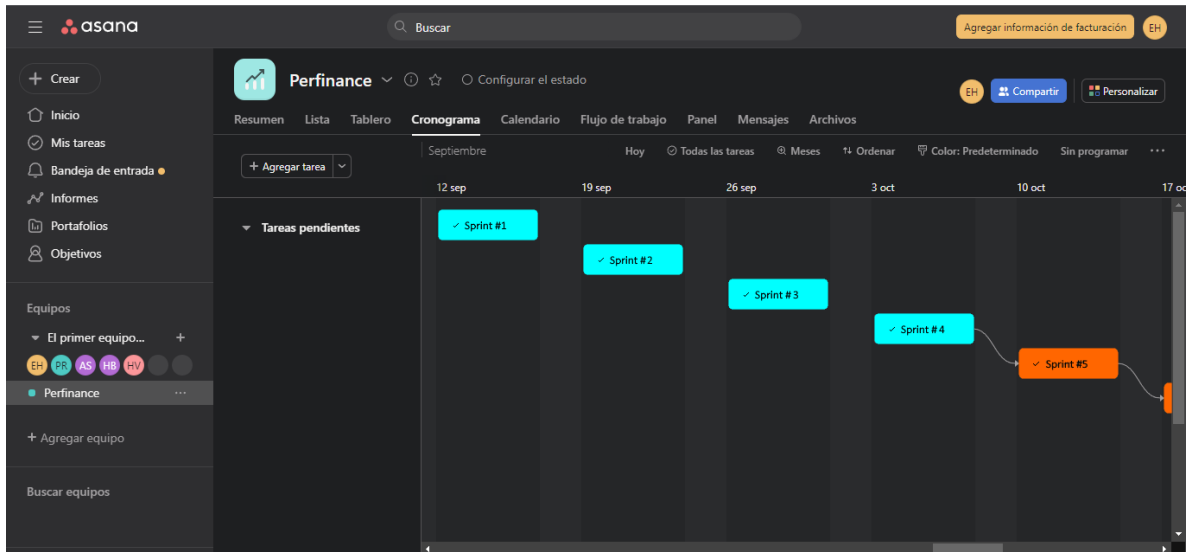 asana
Buscar
Agregar información de facturación
EH
+ Crear
Inicio
Mis tareas
Bandeja de entrada
Informes
Portafolios
Objetivos
Equipos
El primer equipo... +
EH PR AS HB HV
Perfinance ...
+ Agregar equipo
Buscar equipos
Perfinance
Configurar el estado
EH
Compartir
Personalizar
Resumen Lista Tablero Cronograma Calendario Flujo de trabajo Panel Mensajes Archivos
+ Agregar tarea
Septiembre
Hoy Todas las tareas Meses Ordenar Color: Predeterminado Sin programar ...
12 sep 19 sep 26 sep 3 oct 10 oct 17 oc
Tareas pendientes
Sprint #1
Sprint #2
Sprint #3
Sprint #4
Sprint #5